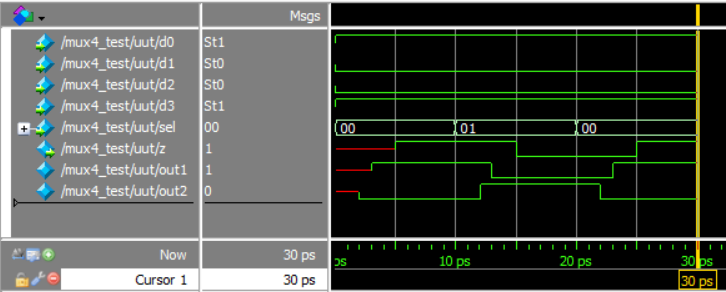 Msgs
/mux4_test/uut/d0 St1
/mux4_test/uut/d1 St0
/mux4_test/uut/d2 St0
/mux4_test/uut/d3 St1
/mux4_test/uut/sel 00 00 01 00
/mux4_test/uut/z 1
/mux4_test/uut/out1 1
/mux4_test/uut/out2 0
Now 30 ps ps 10 ps 20 ps 30 ps
Cursor 1 30 ps 30 ps